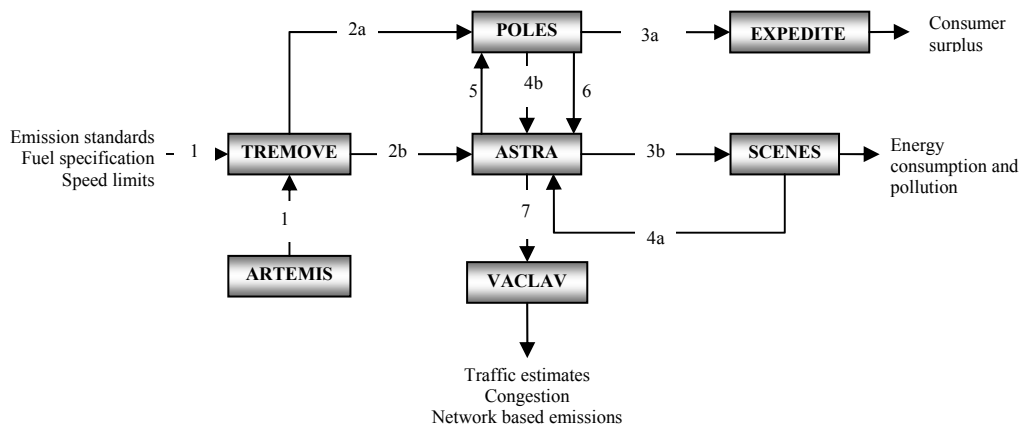 2a
POLES
3a
EXPEDITE
Consumer
surplus
5
4b
6
Emission standards
Fuel specification
Speed limits
1
TREMOVE
2b
ASTRA
3b
SCENES
Energy
consumption and
pollution
1
7
4a
ARTEMIS
VACLAV
Traffic estimates
Congestion
Network based emissions